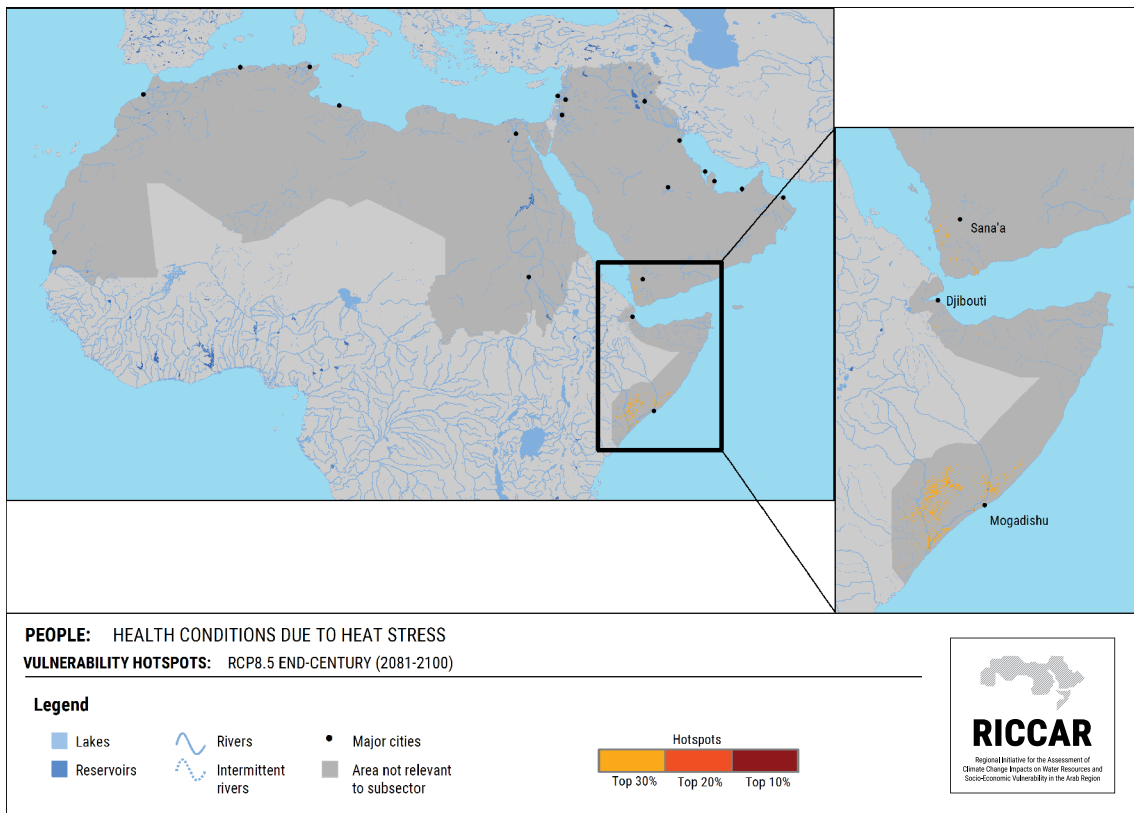 Sana'a
Djibouti
Mogadishu
PEOPLE: HEALTH CONDITIONS DUE TO HEAT STRESS
VULNERABILITY HOTSPOTS: RCP8.5 END-CENTURY (2081-2100)
Legend
Lakes
Reservoirs
Rivers
Intermittent
rivers
Major cities
Area not relevant
to subsector
Hotspots
Top 30% Top 20% Top 10%
RICCAR
Regional Initiative for the Assessment of
Climate Change Impacts on Water Resources and
Socio-Economic Vulnerability in the Arab Region